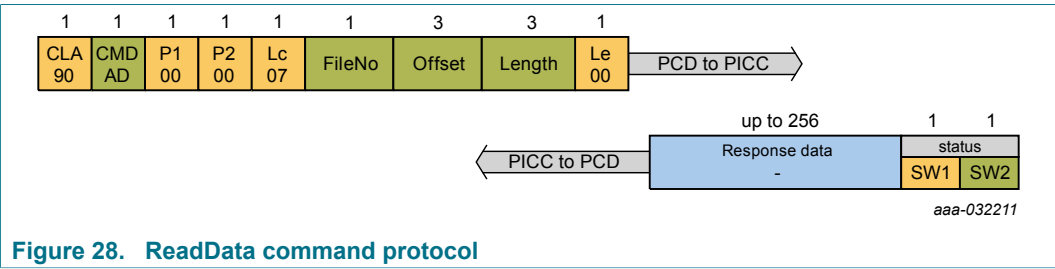 1 1 1 1 1 1 3 3 1
CLA CMD P1 P2 Lc FileNo Offset Length Le PCD to PICC
90 AD 00 00 07 00
up to 256 1 1
PICC to PCD Response data status
- SW1 SW2
aaa-032211
Figure 28. ReadData command protocol